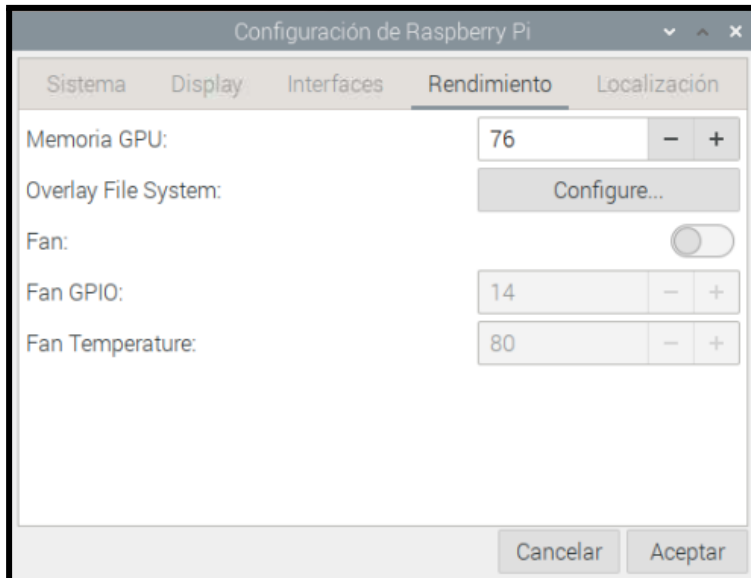 Configuración de Raspberry Pi
Sistema Display Interfaces Rendimiento Localización
Memoria GPU: 76 − +
Overlay File System: Configure...
Fan:
Fan GPIO: 14 − +
Fan Temperature: 80 − +
Cancelar Aceptar